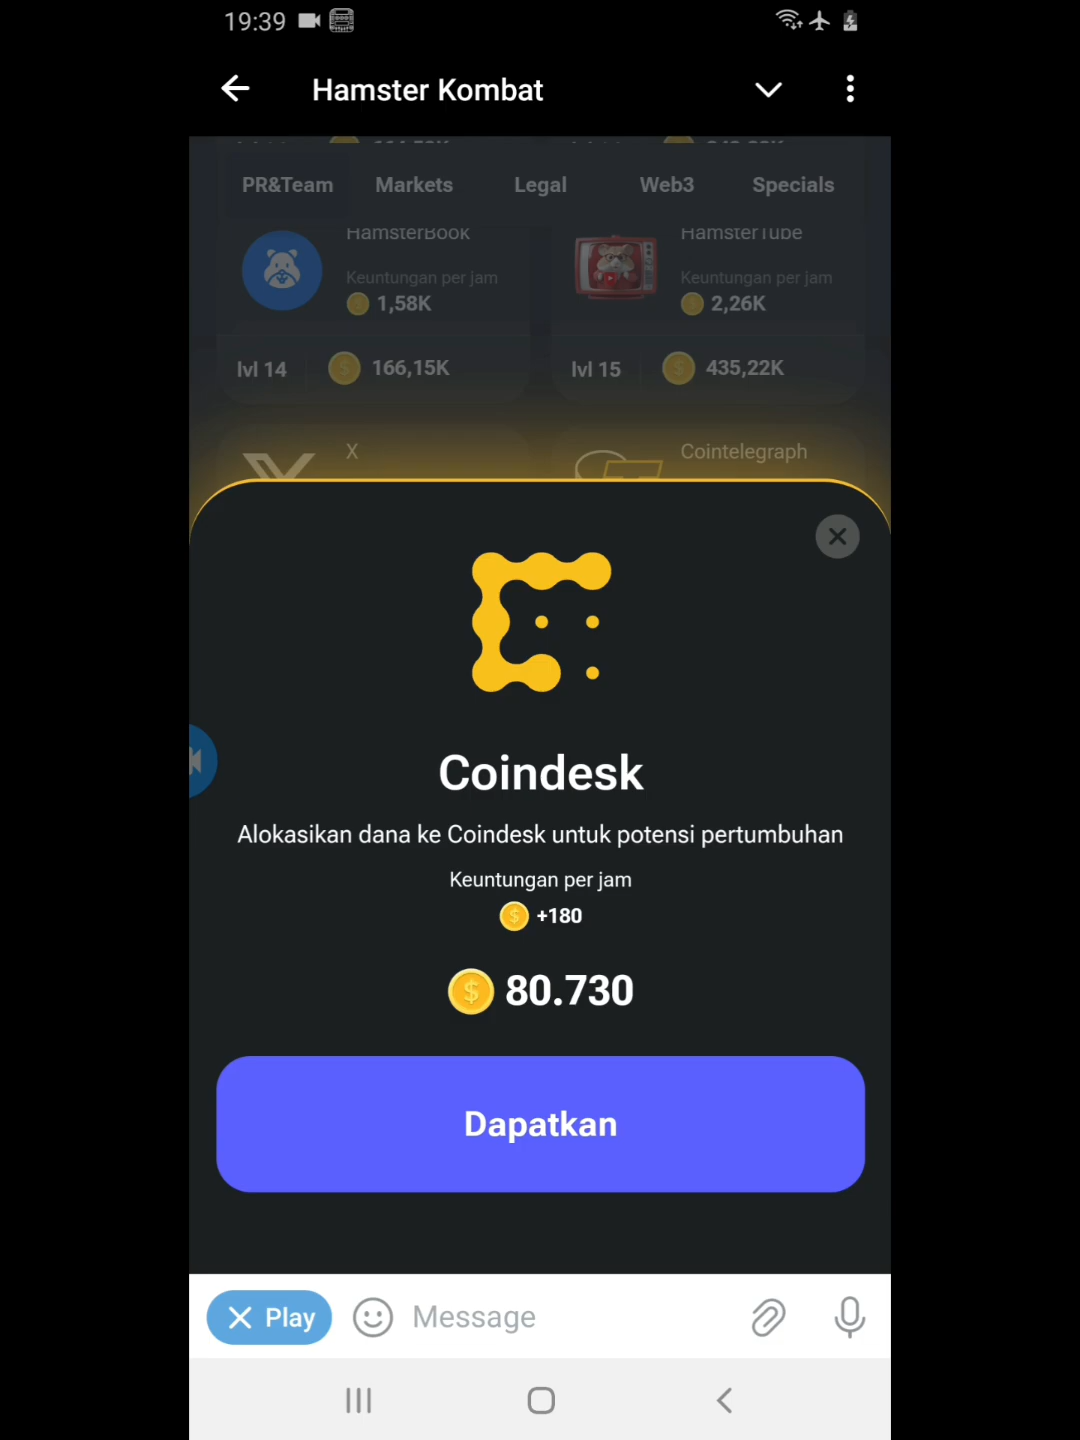 19:39
Hamster Kombat
PR&Team Markets Legal Web3 Specials
HamsterBook
Keuntungan per jam
1,58K
lvl 14 166,15K
HamsterTube
Keuntungan per jam
2,26K
lvl 15 435,22K
X
Cointelegraph
Coindesk
Alokasikan dana ke Coindesk untuk potensi pertumbuhan
Keuntungan per jam
+180
80.730
Dapatkan
Play Message